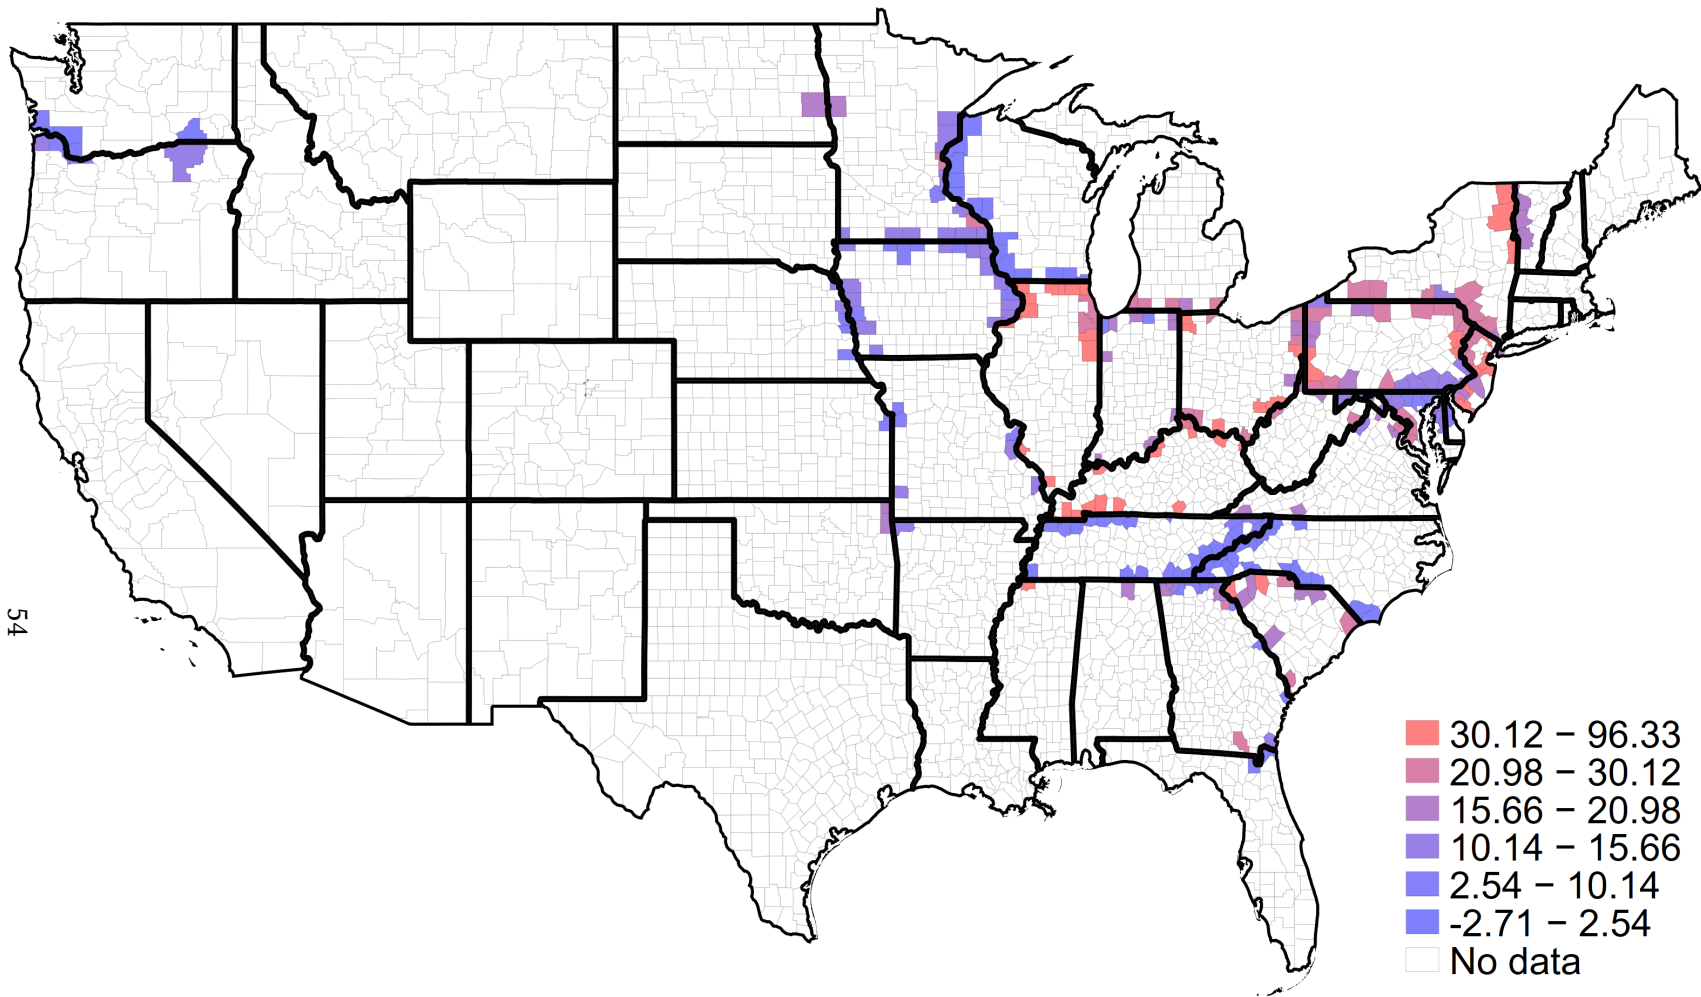 54
30.12 − 96.33
20.98 − 30.12
15.66 − 20.98
10.14 − 15.66
2.54 − 10.14
-2.71 − 2.54
No data